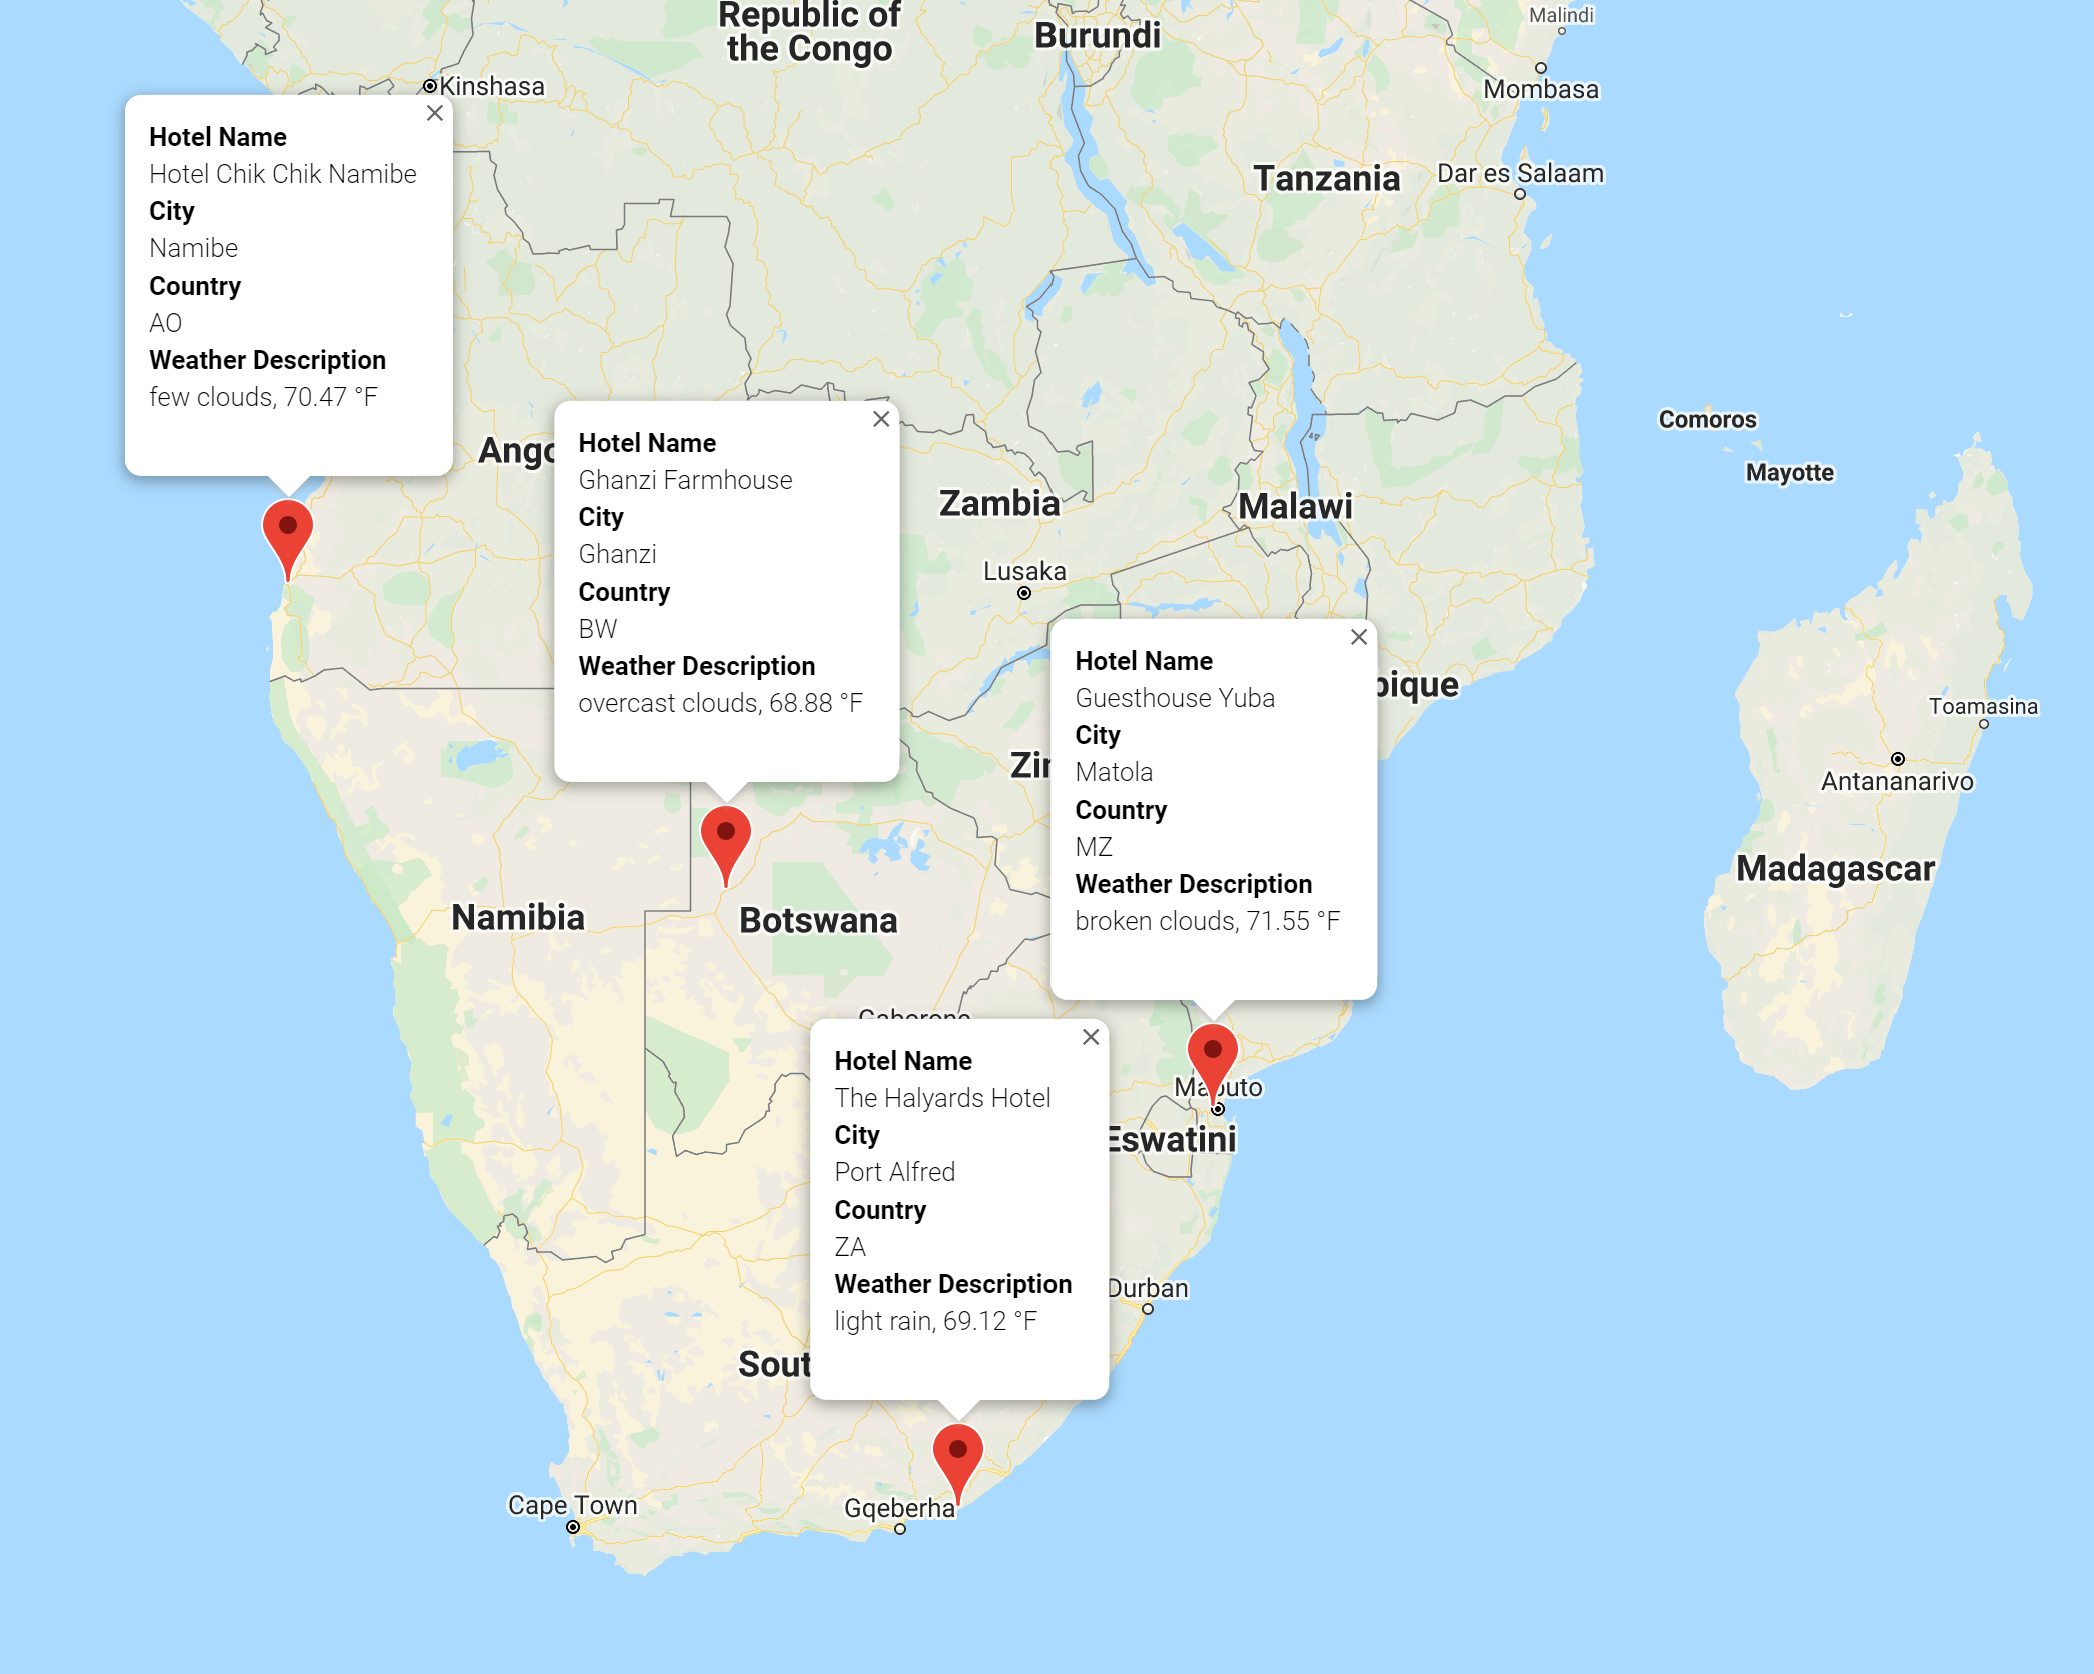 Republic of
the Congo
Burundi
Malindi
Kinshasa
Mombasa
Tanzania
Dar es Salaam
Hotel Name
Hotel Chik Chik Namibe
City
Namibe
Country
AO
Weather Description
few clouds, 70.47 °F
Ango
Hotel Name
Ghanzi Farmhouse
City
Ghanzi
Country
BW
Weather Description
overcast clouds, 68.88 °F
Zambia
Malawi
Lusaka
Comoros
Mayotte
Hotel Name
Guesthouse Yuba
City
Matola
Country
MZ
Weather Description
broken clouds, 71.55 °F
bique
Zin
Toamasina
Antananarivo
Madagascar
Namibia
Botswana
Gaborone
Hotel Name
The Halyards Hotel
City
Port Alfred
Country
ZA
Weather Description
light rain, 69.12 °F
Maputo
Eswatini
Durban
Sout
Cape Town
Gqeberha